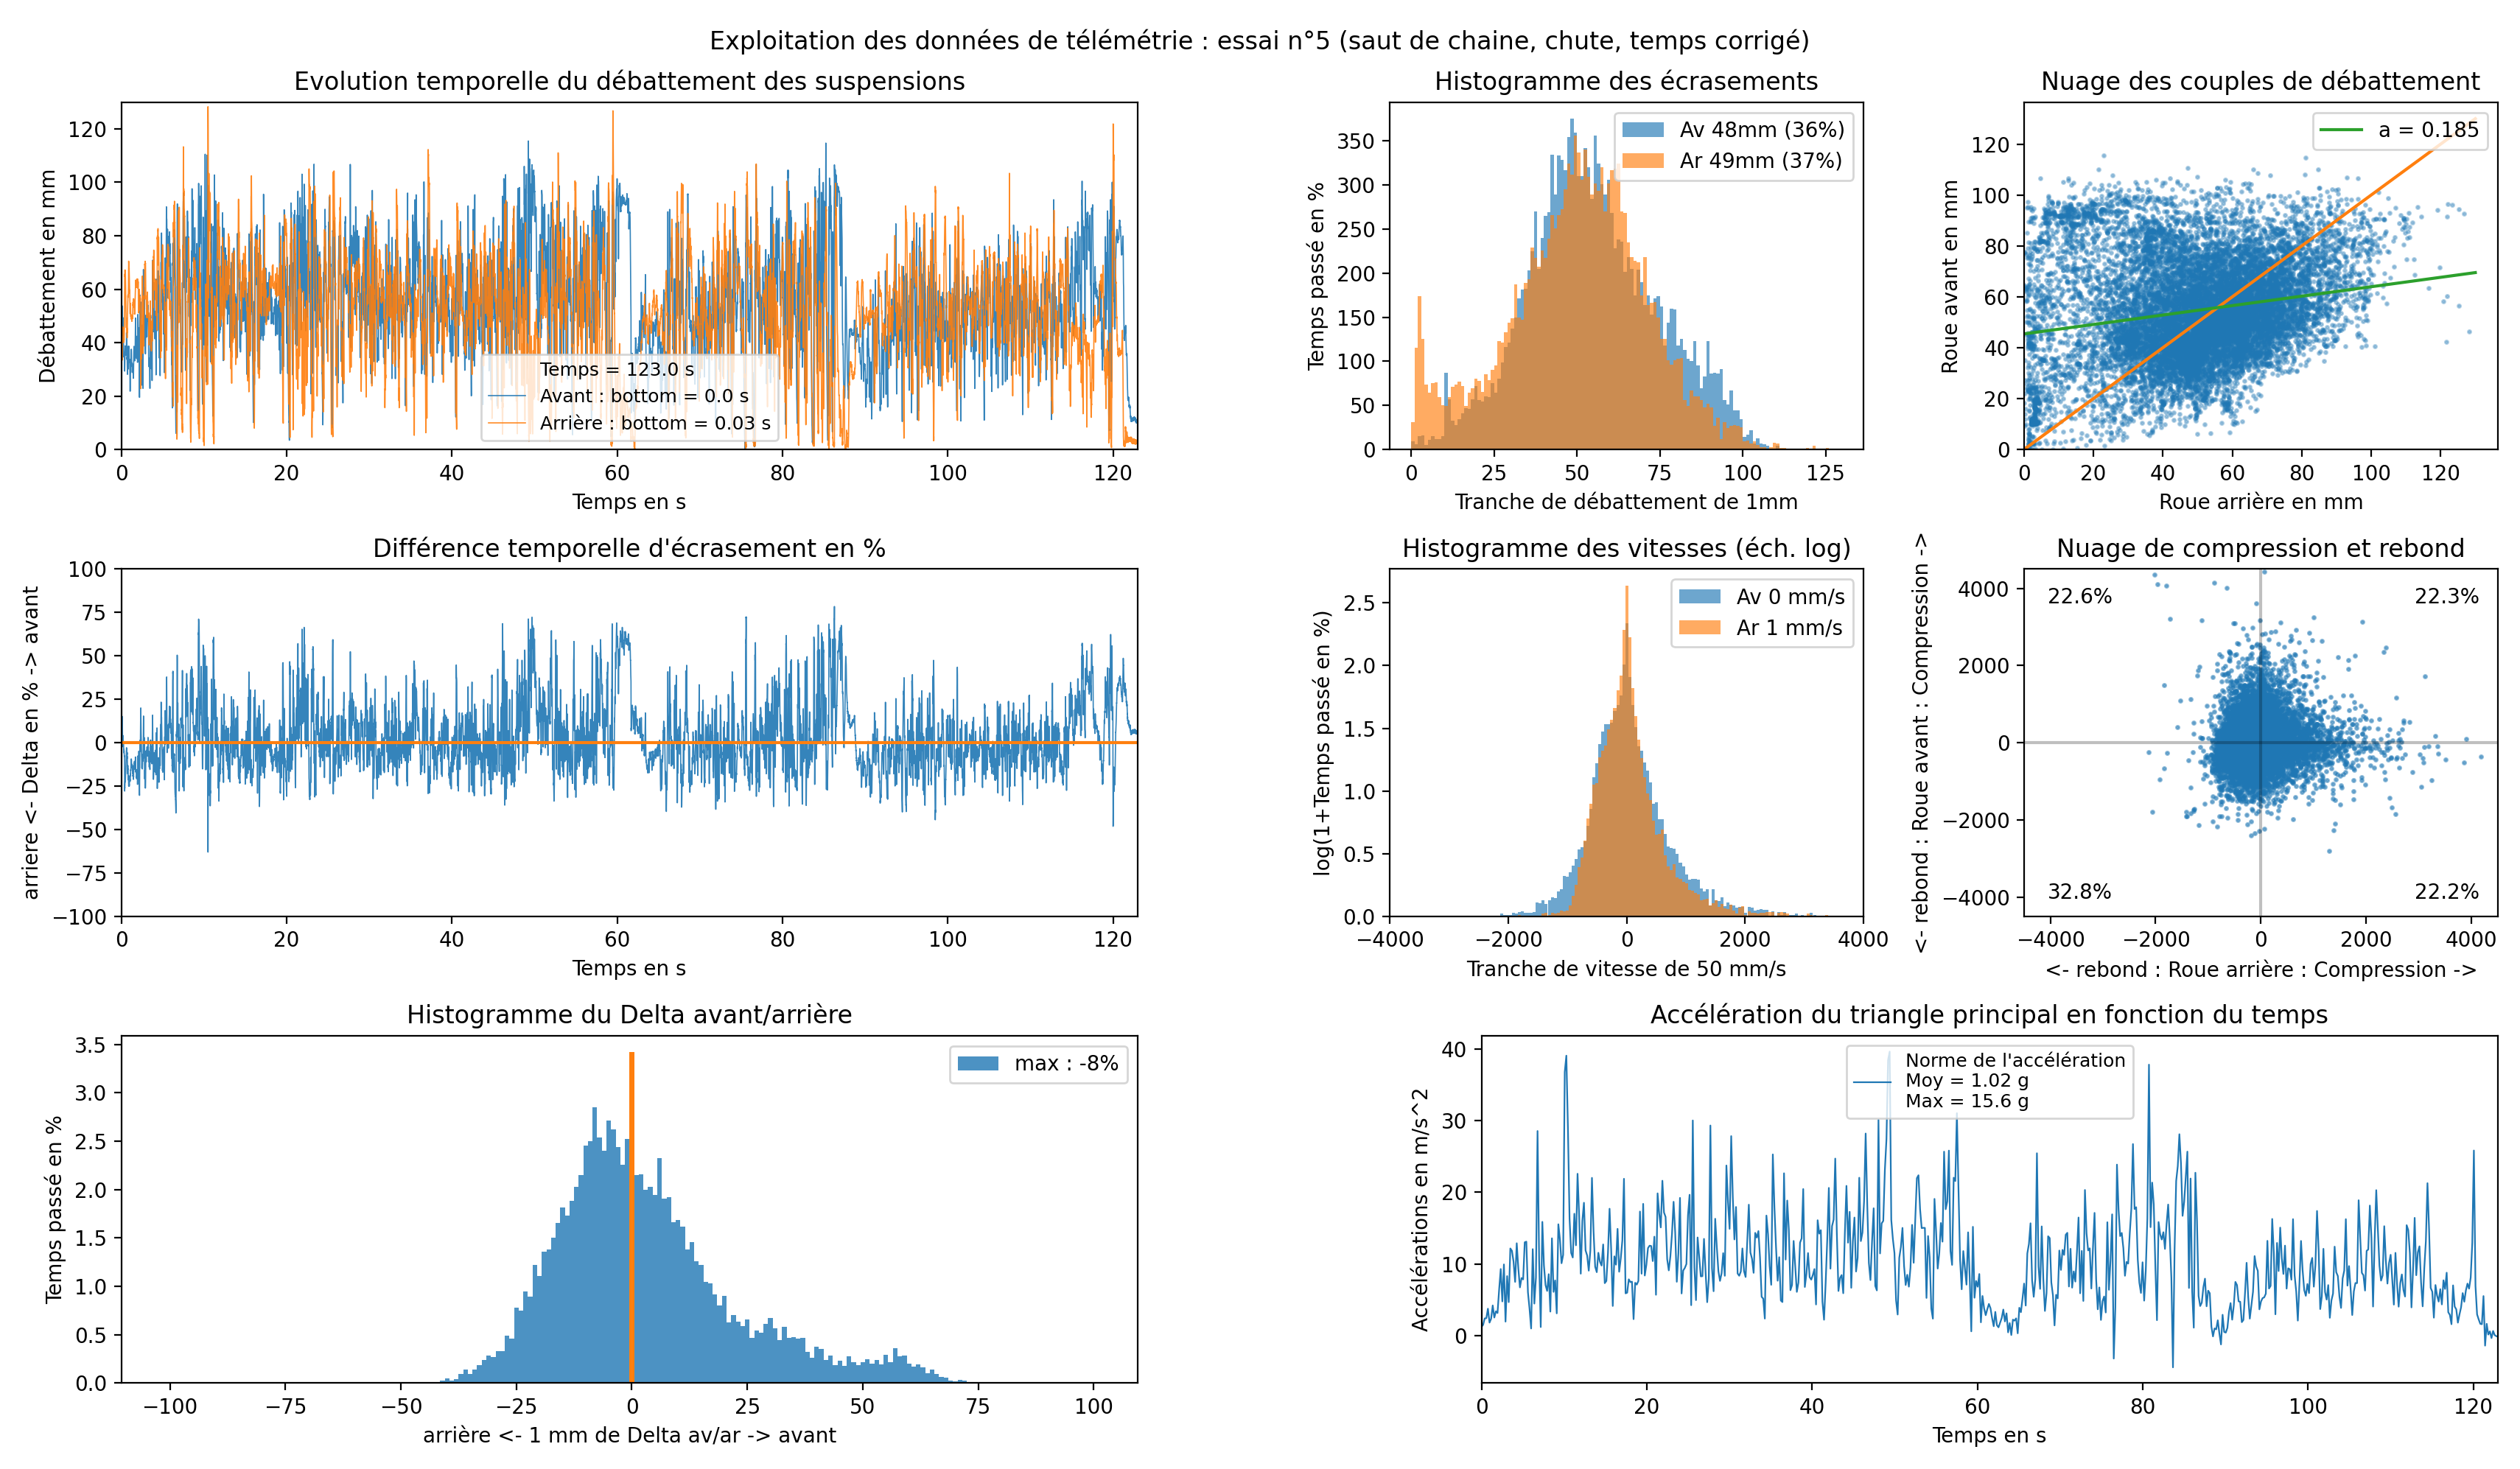 Exploitation des données de télémétrie : essai n°5 (saut de chaine, chute, temps corrigé)
Evolution temporelle du débattement des suspensions
Débattement en mm
120
100
80
60
40
20
0
Temps = 123.0 s
Avant : bottom = 0.0 s
Arrière : bottom = 0.03 s
0 20 40 60 80 100 120
Temps en s
Histogramme des écrasements
Temps passé en %
350
300
250
200
150
100
50
0
Av 48mm (36%)
Ar 49mm (37%)
0 25 50 75 100 125
Tranche de débattement de 1mm
Nuage des couples de débattement
Roue avant en mm
120
100
80
60
40
20
0
a = 0.185
0 20 40 60 80 100 120
Roue arrière en mm
Différence temporelle d'écrasement en %
arriere <- Delta en % -> avant
100
75
50
25
0
−25
−50
−75
−100
0 20 40 60 80 100 120
Temps en s
Histogramme des vitesses (éch. log)
log(1+Temps passé en %)
2.5
2.0
1.5
1.0
0.5
0.0
Av 0 mm/s
Ar 1 mm/s
−4000 −2000 0 2000 4000
Tranche de vitesse de 50 mm/s
Nuage de compression et rebond
<- rebond : Roue avant : Compression ->
4000
2000
0
−2000
−4000
22.6% 22.3%
32.8% 22.2%
−4000 −2000 0 2000 4000
<- rebond : Roue arrière : Compression ->
Histogramme du Delta avant/arrière
Temps passé en %
3.5
3.0
2.5
2.0
1.5
1.0
0.5
0.0
max : -8%
−100 −75 −50 −25 0 25 50 75 100
arrière <- 1 mm de Delta av/ar -> avant
Accélération du triangle principal en fonction du temps
Accélérations en m/s^2
40
30
20
10
0
Norme de l'accélération
Moy = 1.02 g
Max = 15.6 g
0 20 40 60 80 100 120
Temps en s